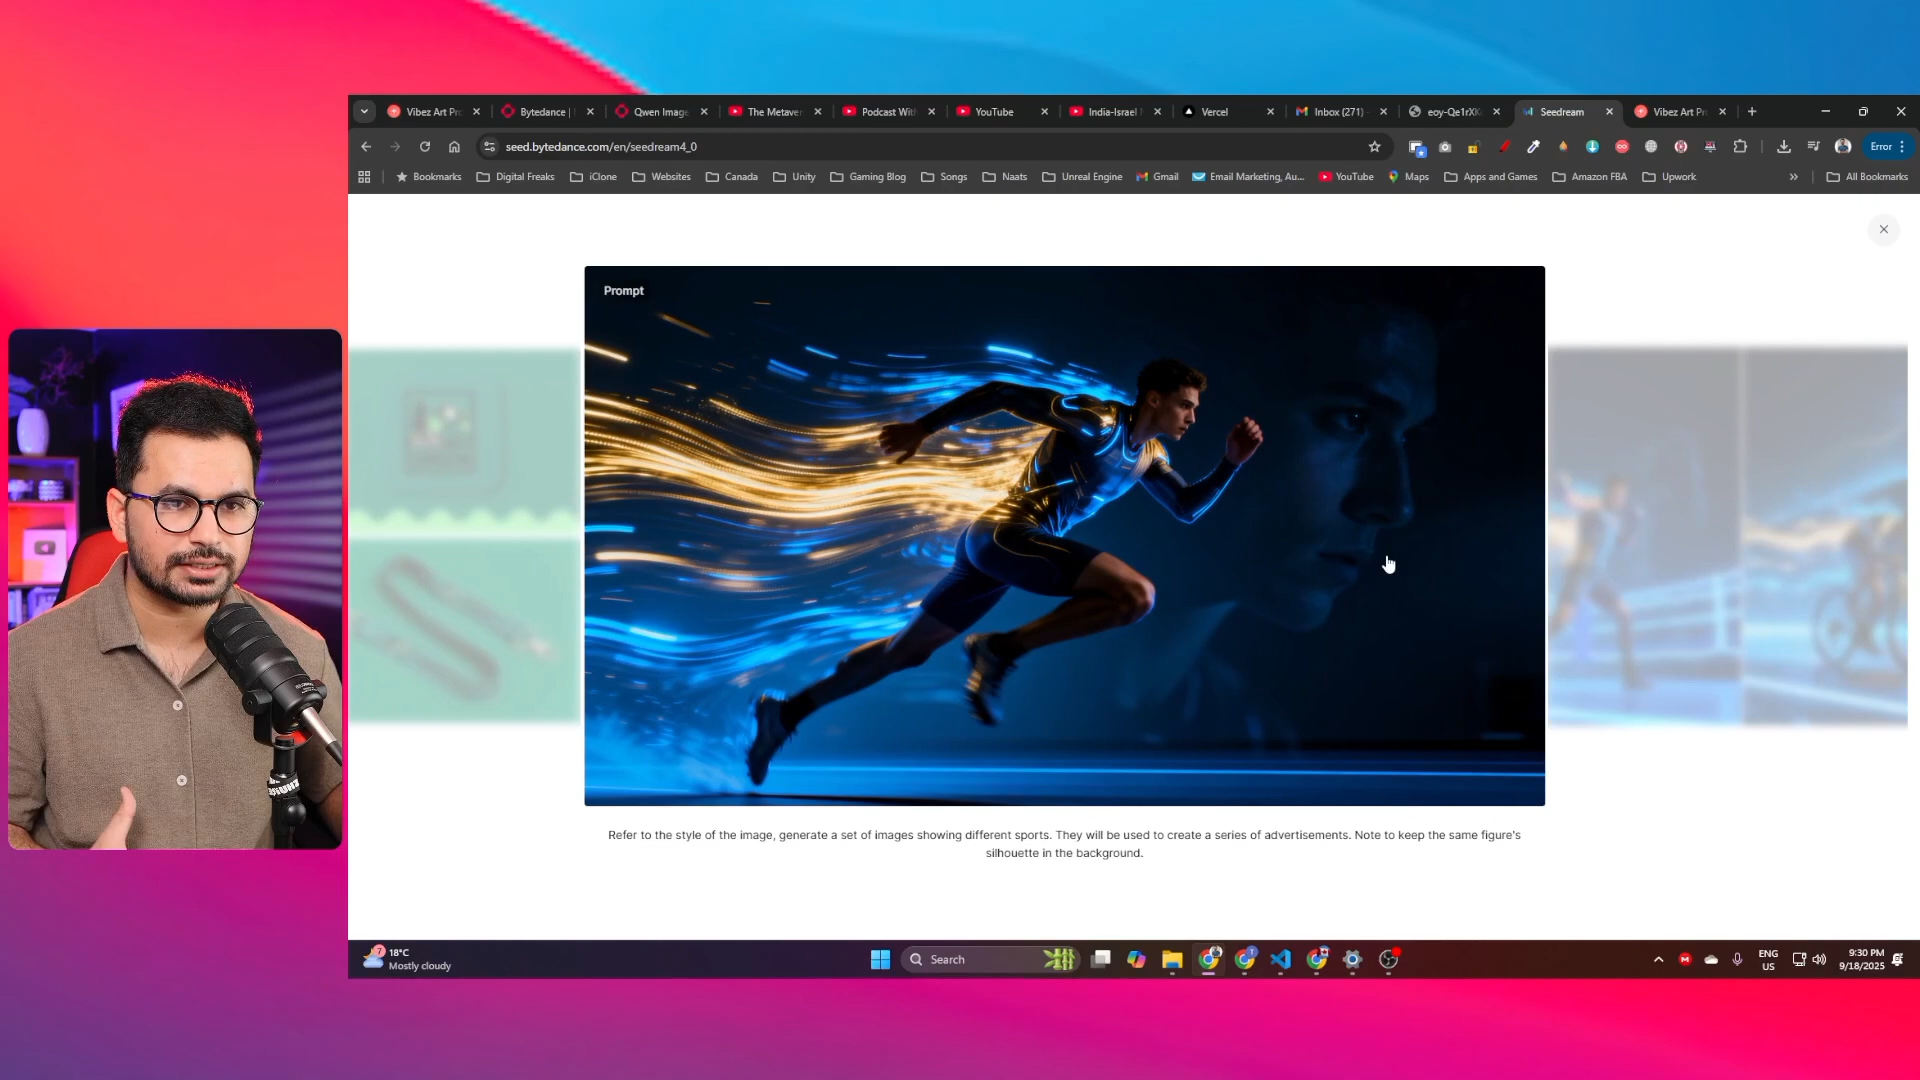 Vibez Art Pr
Bytedance |
Qwen Image
The Metaver
Podcast With
YouTube
India-Israel
Vercel
Inbox (271) -
eoy-Qe1rXK
Seedream
Vibez Art Pr
seed.bytedance.com/en/seedream4_0
Error
Bookmarks
Digital Freaks
iClone
Websites
Canada
Unity
Gaming Blog
Songs
Naats
Unreal Engine
Gmail
Email Marketing, Au...
YouTube
Maps
Apps and Games
Amazon FBA
Upwork
»
All Bookmarks
Prompt
Refer to the style of the image, generate a set of images showing different sports. They will be used to create a series of advertisements. Note to keep the same figure's
silhouette in the background.
7
18°C
Mostly cloudy
Search
ENG
US
9:30 PM
9/18/2025